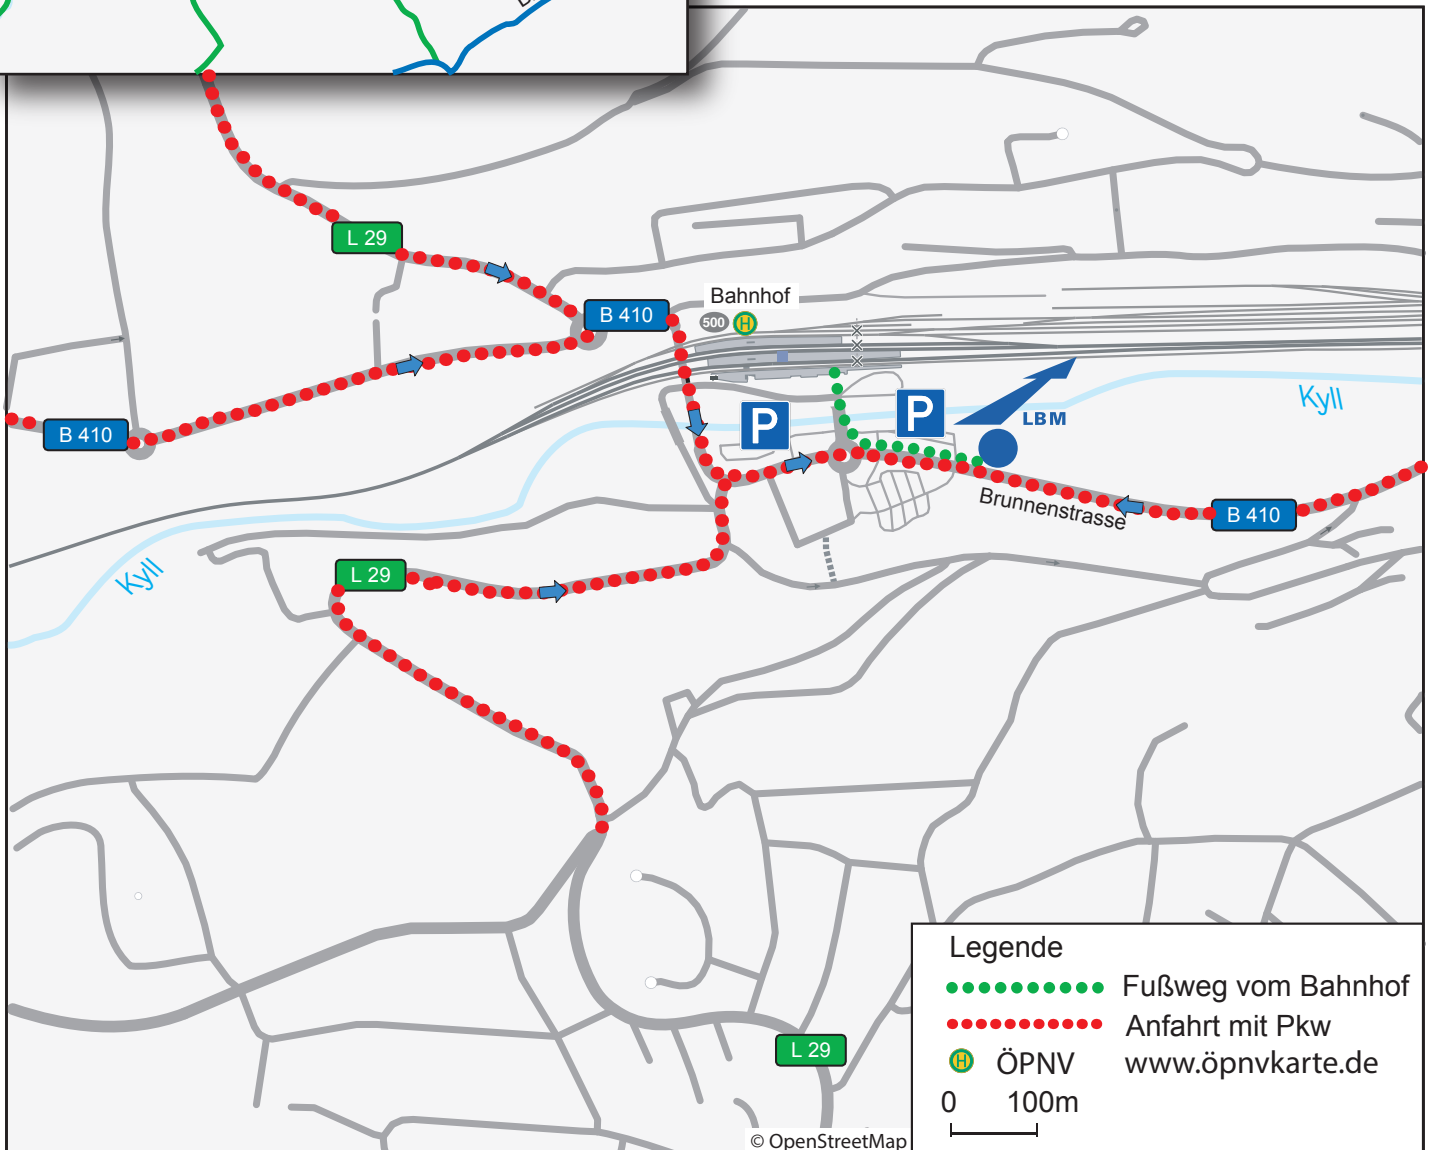 L 29
Bahnhof
B 410
500
H
P
P
Kyll
LBM
B 410
Brunnenstrasse
B 410
Kyll
L 29
L 29
Legende
Fußweg vom Bahnhof
Anfahrt mit Pkw
H ÖPNV www.öpnvkarte.de
0 100m
© OpenStreetMap